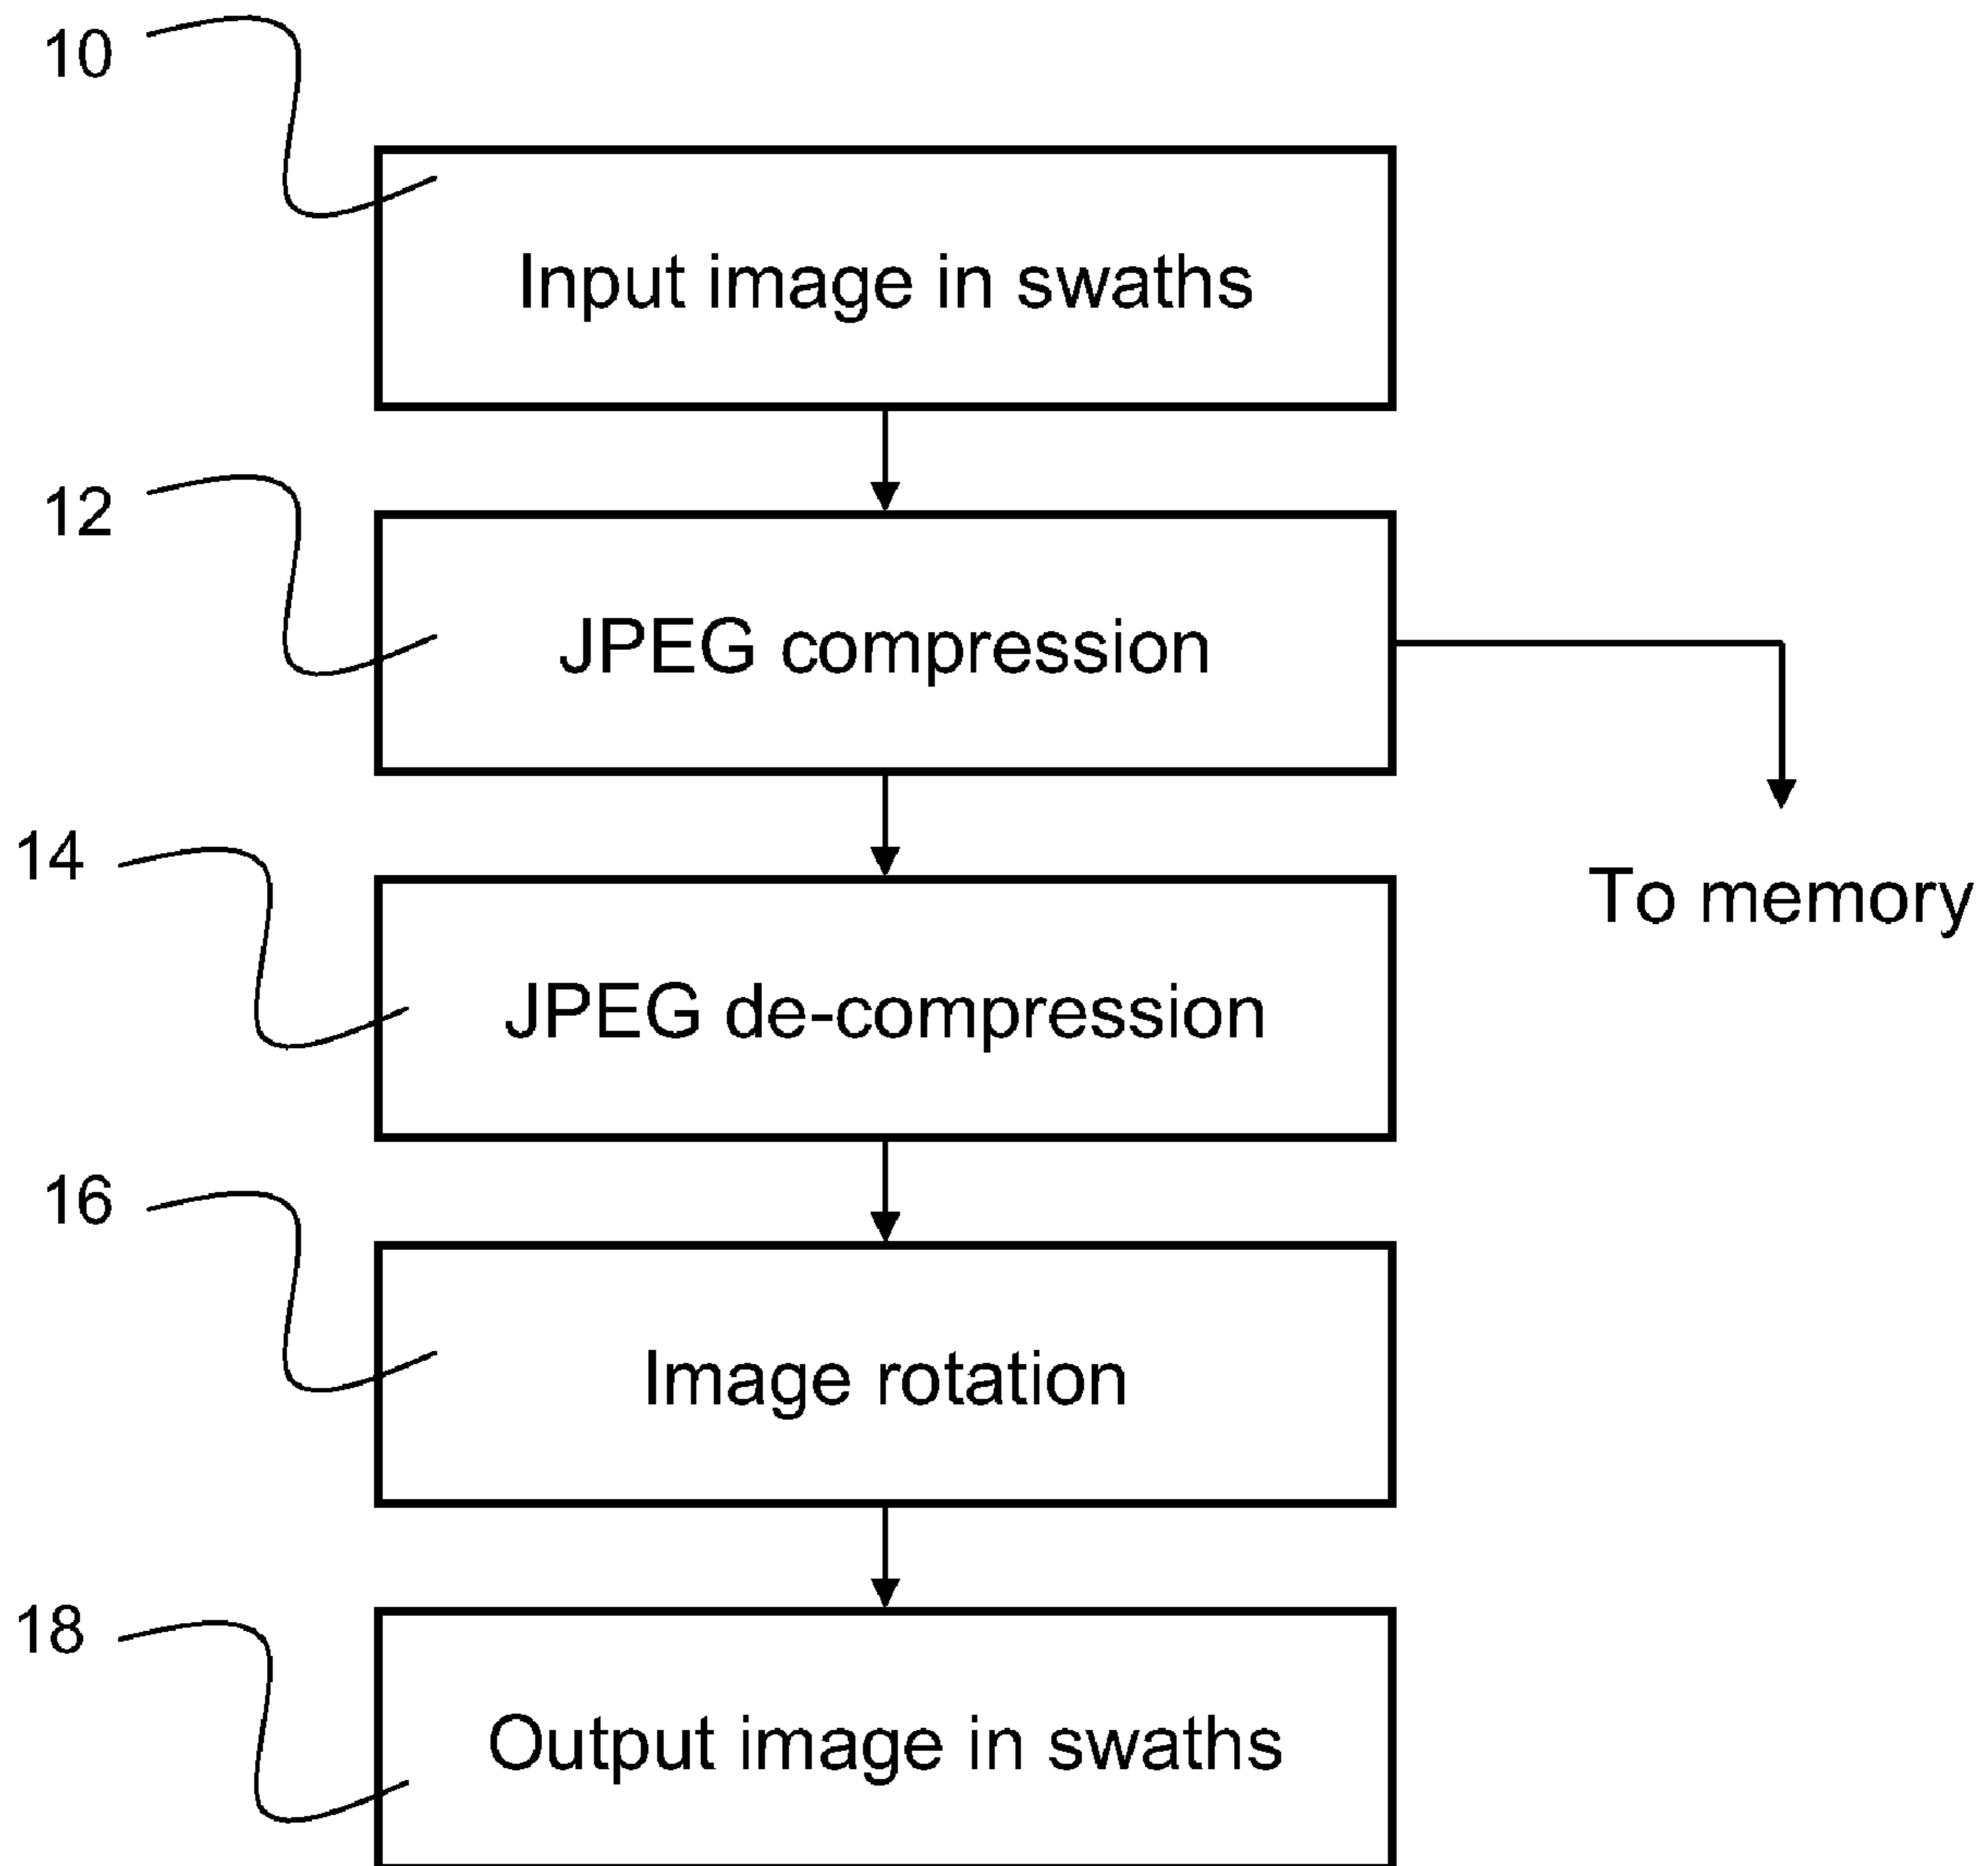 10
Input image in swaths
12
JPEG compression
To memory
14
JPEG de-compression
16
Image rotation
18
Output image in swaths